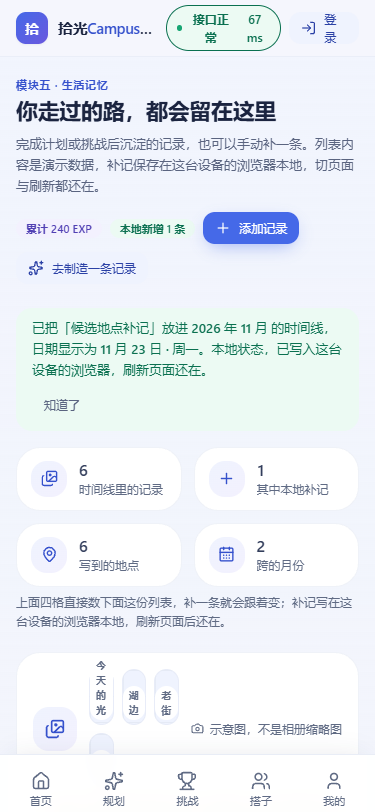 拾
拾光Campus...
接口正常
67 ms
登录
模块五 · 生活记忆
你走过的路，都会留在这里
完成计划或挑战后沉淀的记录，也可以手动补一条。列表内
容是演示数据，补记保存在这台设备的浏览器本地，切页面
与刷新都还在。
累计 240 EXP
本地新增 1 条
添加记录
去制造一条记录
已把「候选地点补记」放进 2026 年 11 月 的时间线，
日期显示为 11 月 23 日 · 周一。本地状态，已写入这台
设备的浏览器，刷新页面还在。
知道了
6
时间线里的记录
1
其中本地补记
6
写到的地点
2
跨的月份
上面四格直接数下面这份列表，补一条就会跟着变；补记写在这
台设备的浏览器本地，刷新页面后还在。
今天的光
湖边
老街
示意图，不是相册缩略图
首页
规划
挑战
搭子
我的